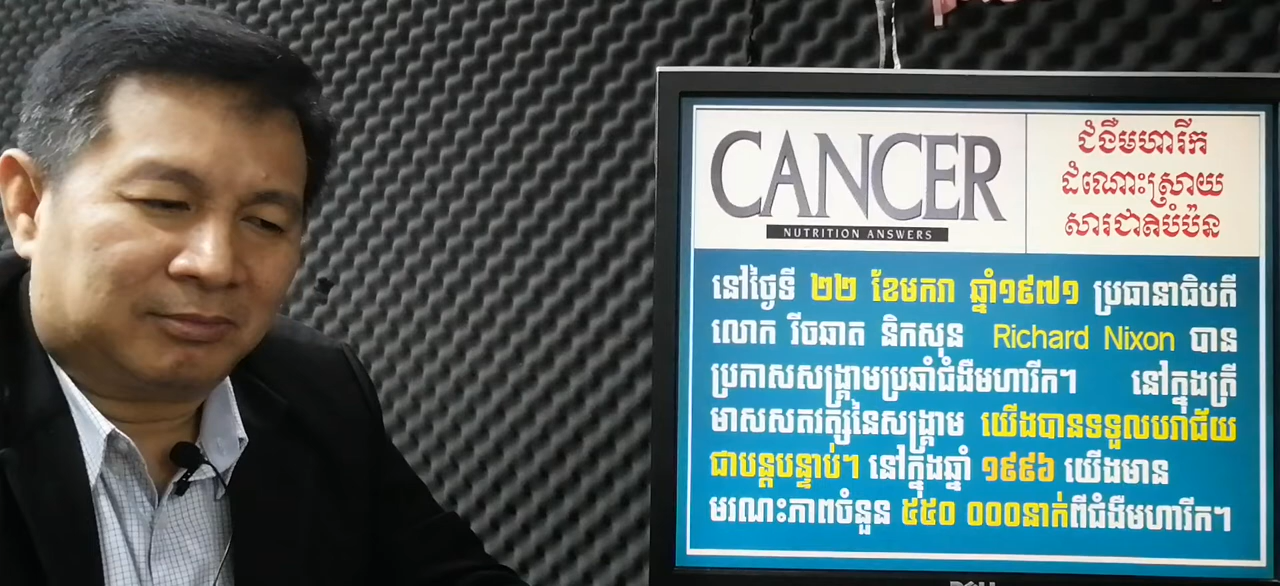 CANCER
NUTRITION ANSWERS
ជំងឺមហារីក
ដំណោះស្រាយ
សារជាតិបំប៉ន
នៅថ្ងៃទី ២២ ខែមករា ឆ្នាំ១៩៧១ ប្រធានាធិបតី
លោក រីចឆាត និកសុន Richard Nixon បាន
ប្រកាសសង្គ្រាមប្រឆាំជំងឺមហារីក។ នៅក្នុងត្រី
មាសសតវត្សនៃសង្គ្រាម យើងបានទទួលបរាជ័យ
ជាបន្តបន្ទាប់។ នៅក្នុងឆ្នាំ ១៩៩៦ យើងមាន
មរណះភាពចំនួន ៥៥០ ០០០នាក់ពីជំងឺមហារីក។